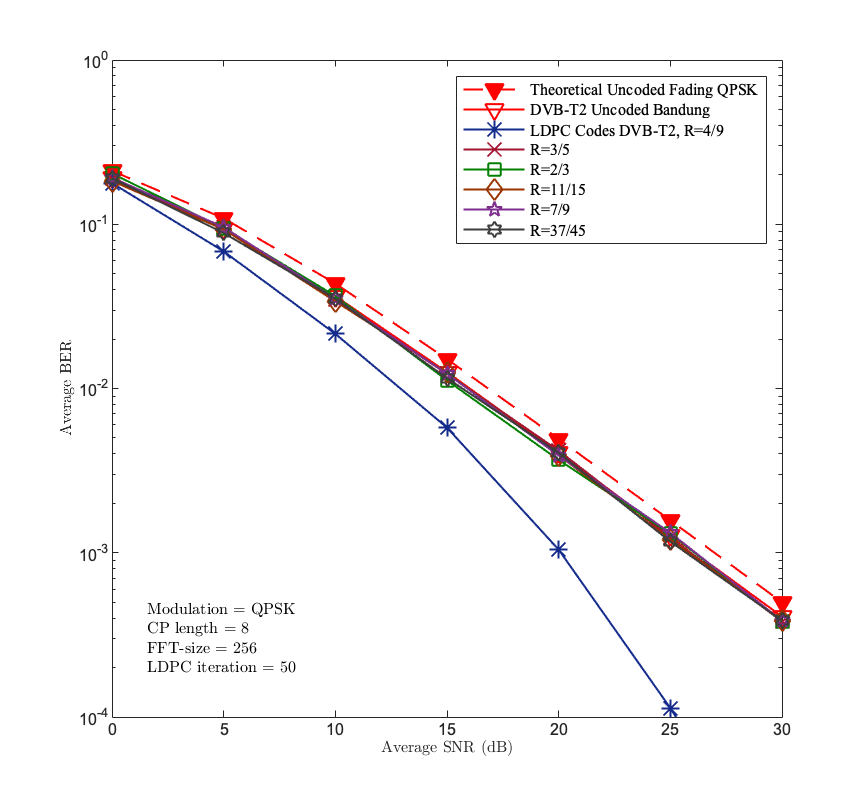 10^0
10^-1
10^-2
10^-3
10^-4
Average BER
Theoretical Uncoded Fading QPSK
DVB-T2 Uncoded Bandung
LDPC Codes DVB-T2, R=4/9
R=3/5
R=2/3
R=11/15
R=7/9
R=37/45
Modulation = QPSK
CP length = 8
FFT-size = 256
LDPC iteration = 50
0 5 10 15 20 25 30
Average SNR (dB)